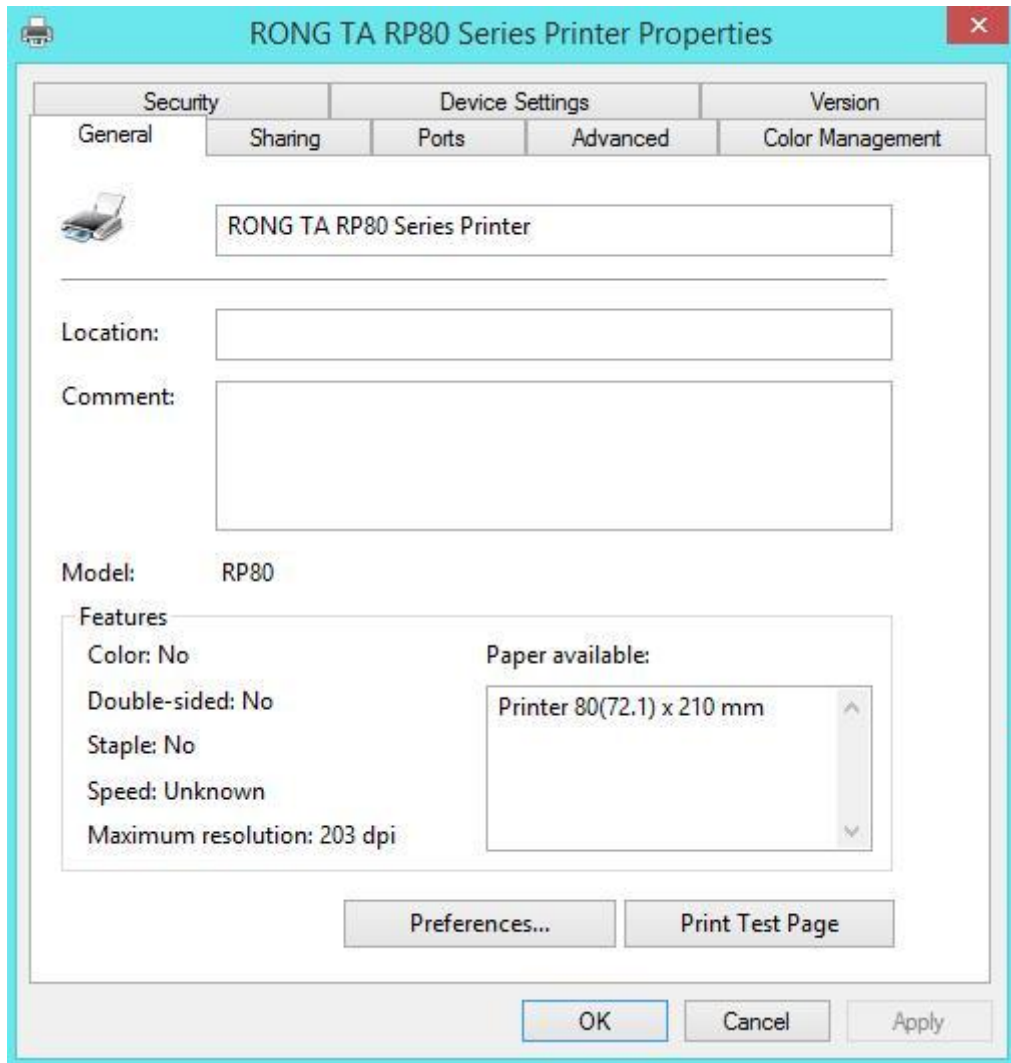 RONG TA RP80 Series Printer Properties
Security Device Settings Version
General Sharing Ports Advanced Color Management
RONG TA RP80 Series Printer
Location:
Comment:
Model: RP80
Features
Color: No
Paper available:
Double-sided: No
Printer 80(72.1) x 210 mm
Staple: No
Speed: Unknown
Maximum resolution: 203 dpi
Preferences... Print Test Page
OK Cancel Apply